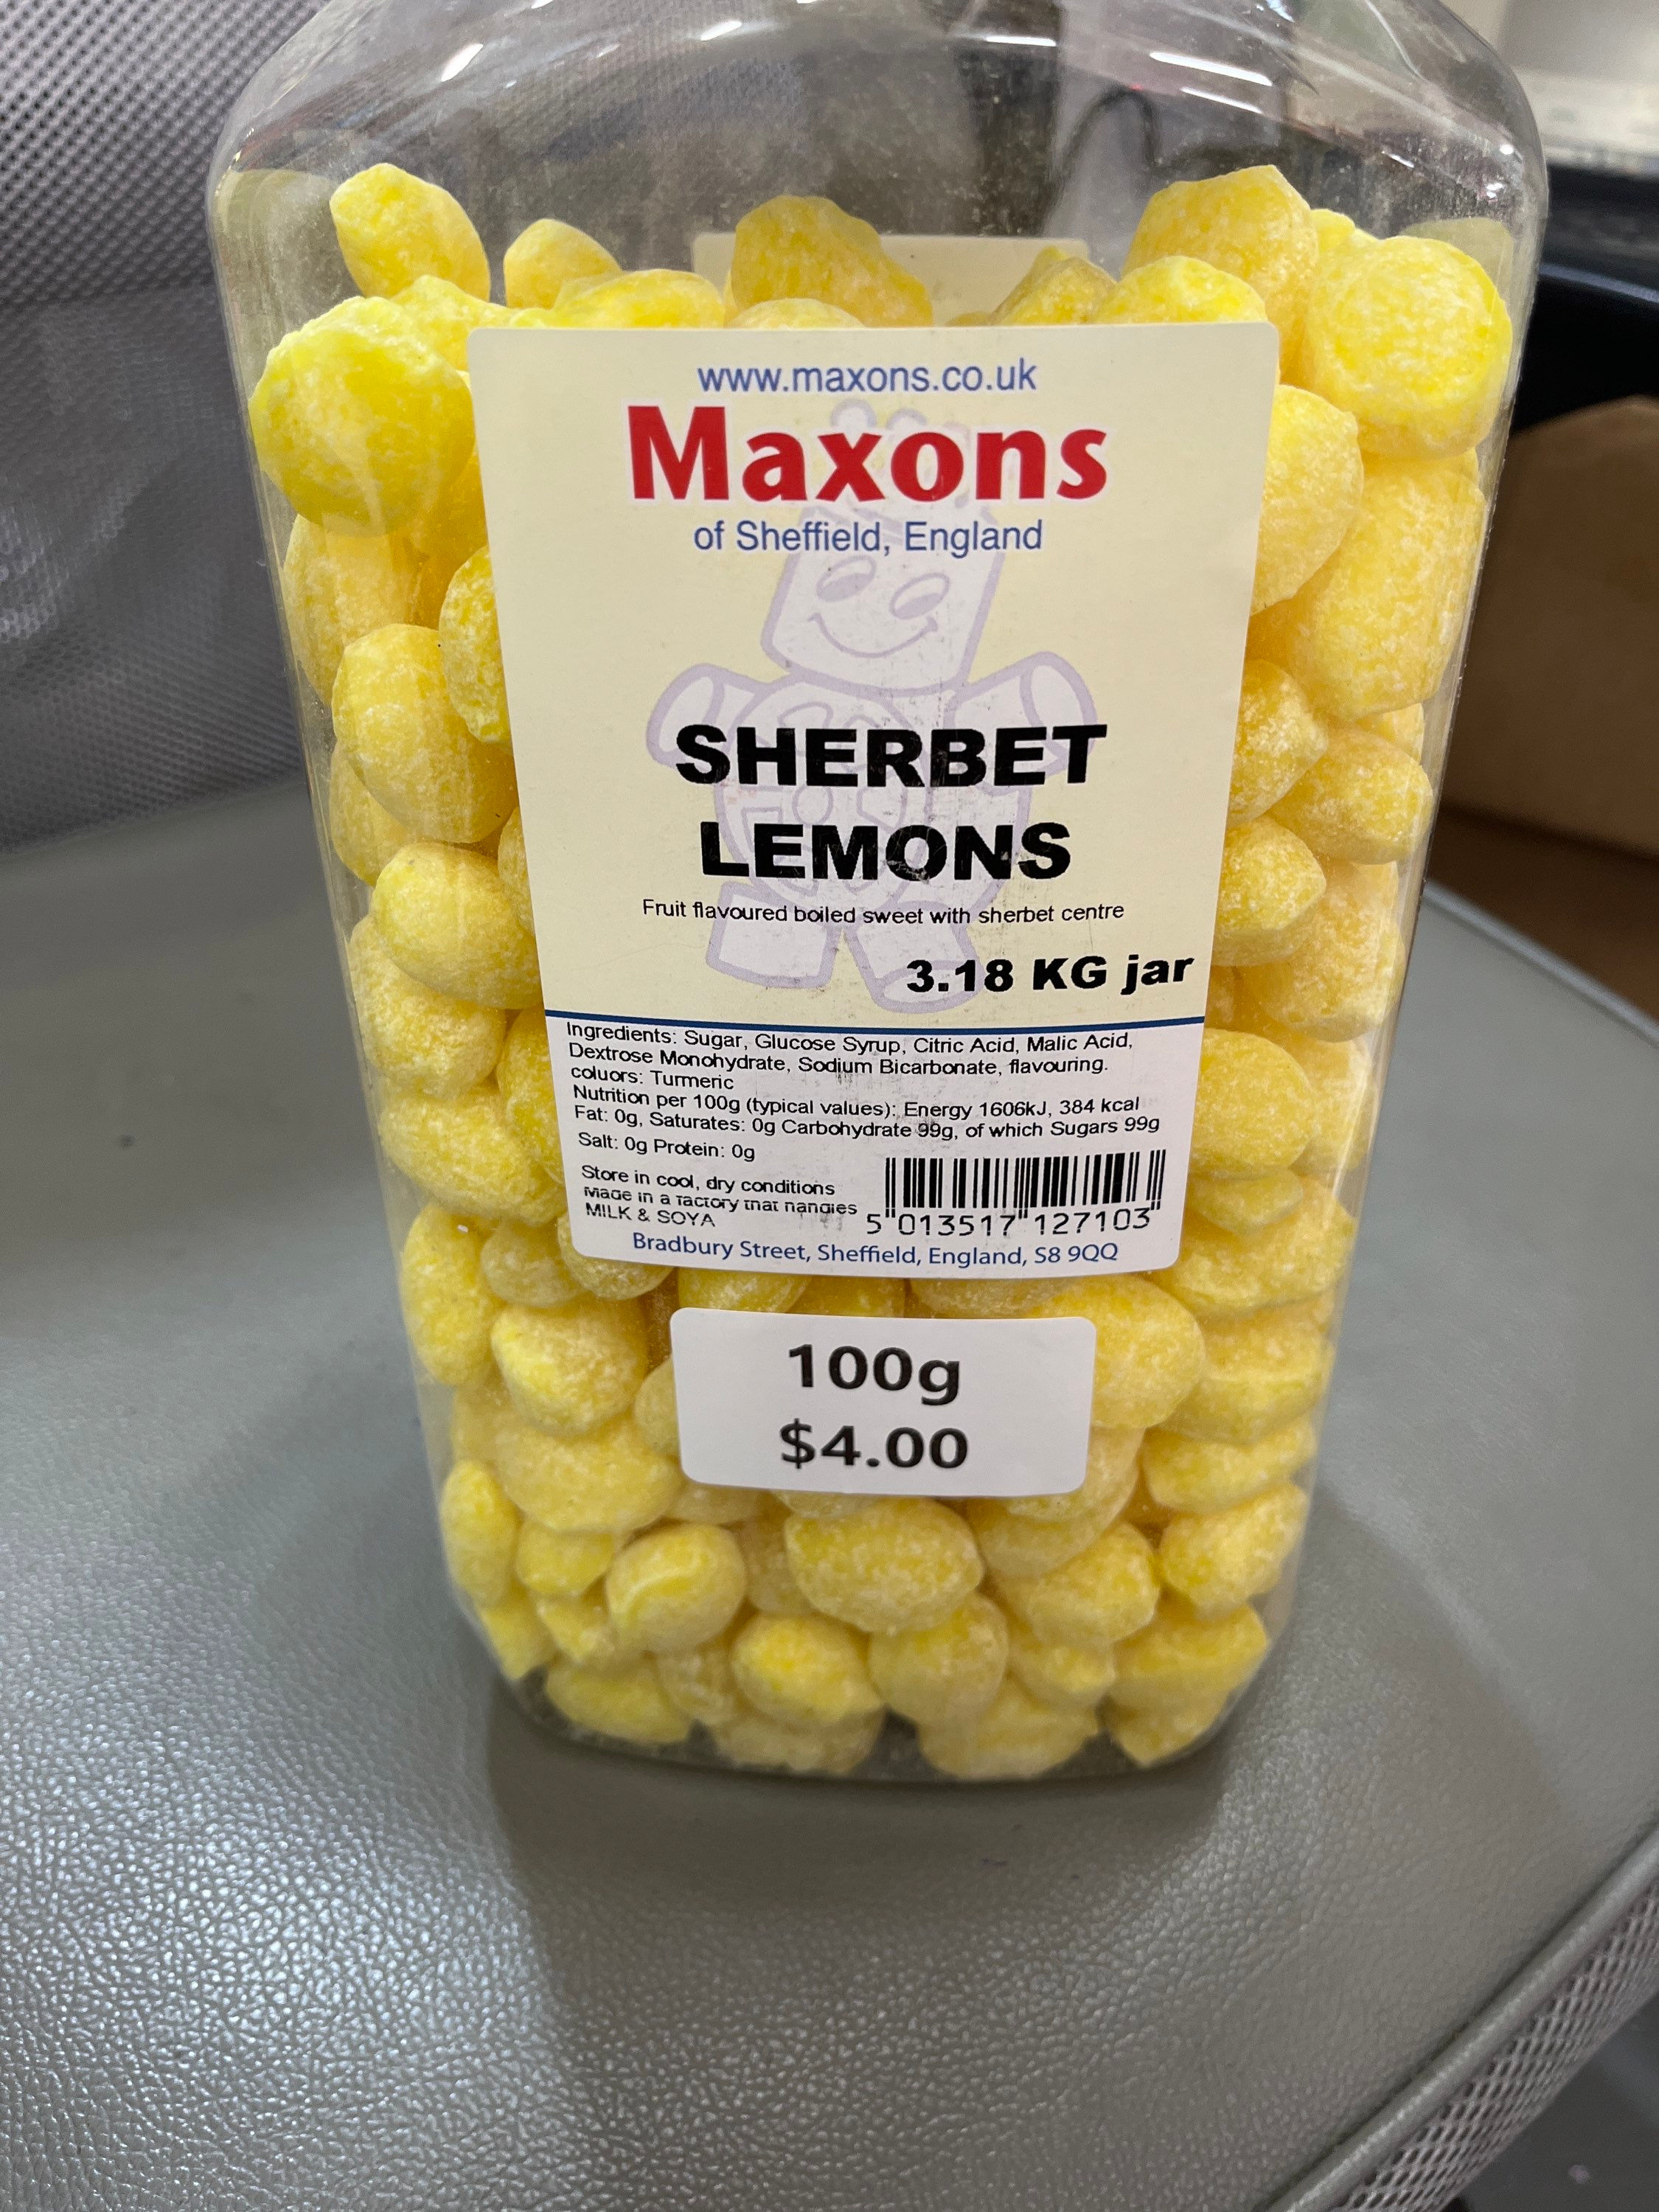 www.maxons.co.uk
Maxons
of Sheffield, England
SHERBET
LEMONS
Fruit flavoured boiled sweet with sherbet centre
3.18 KG jar
Ingredients: Sugar, Glucose Syrup, Citric Acid, Malic Acid,
Dextrose Monohydrate, Sodium Bicarbonate, flavouring.
coluors: Turmeric
Nutrition per 100g (typical values): Energy 1606kJ, 384 kcal
Fat: 0g, Saturates: 0g Carbohydrate 99g, of which Sugars 99g
Salt: 0g Protein: 0g
Store in cool, dry conditions
Made in a factory that handles
MILK & SOYA
5 013517 127103
Bradbury Street, Sheffield, England, S8 9QQ
100g
$4.00